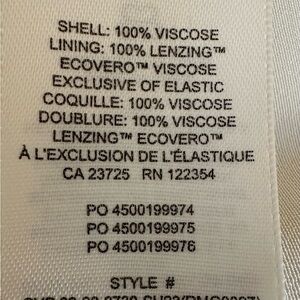 SHELL: 100% VISCOSE
LINING: 100% LENZING™
ECOVERO™ VISCOSE
EXCLUSIVE OF ELASTIC
COQUILLE: 100% VISCOSE
DOUBLURE: 100% VISCOSE
LENZING™ ECOVERO™
À L'EXCLUSION DE L'ÉLASTIQUE
CA 23725 RN 122354
PO 4500199974
PO 4500199975
PO 4500199976
STYLE #